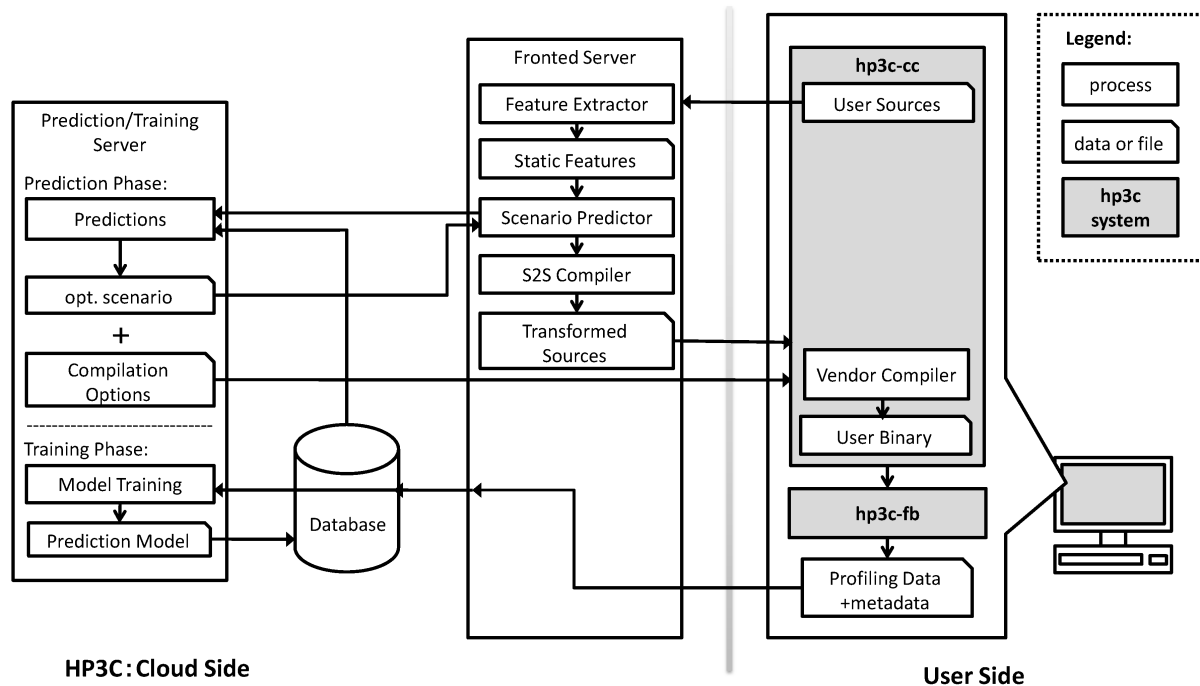 Prediction/Training
Server
Prediction Phase:
Predictions
opt. scenario
+
Compilation
Options
Training Phase:
Model Training
Prediction Model
Database
Fronted Server
Feature Extractor
Static Features
Scenario Predictor
S2S Compiler
Transformed
Sources
hp3c-cc
User Sources
Vendor Compiler
User Binary
hp3c-fb
Profiling Data
+metadata
Legend:
process
data or file
hp3c
system
HP3C: Cloud Side
User Side